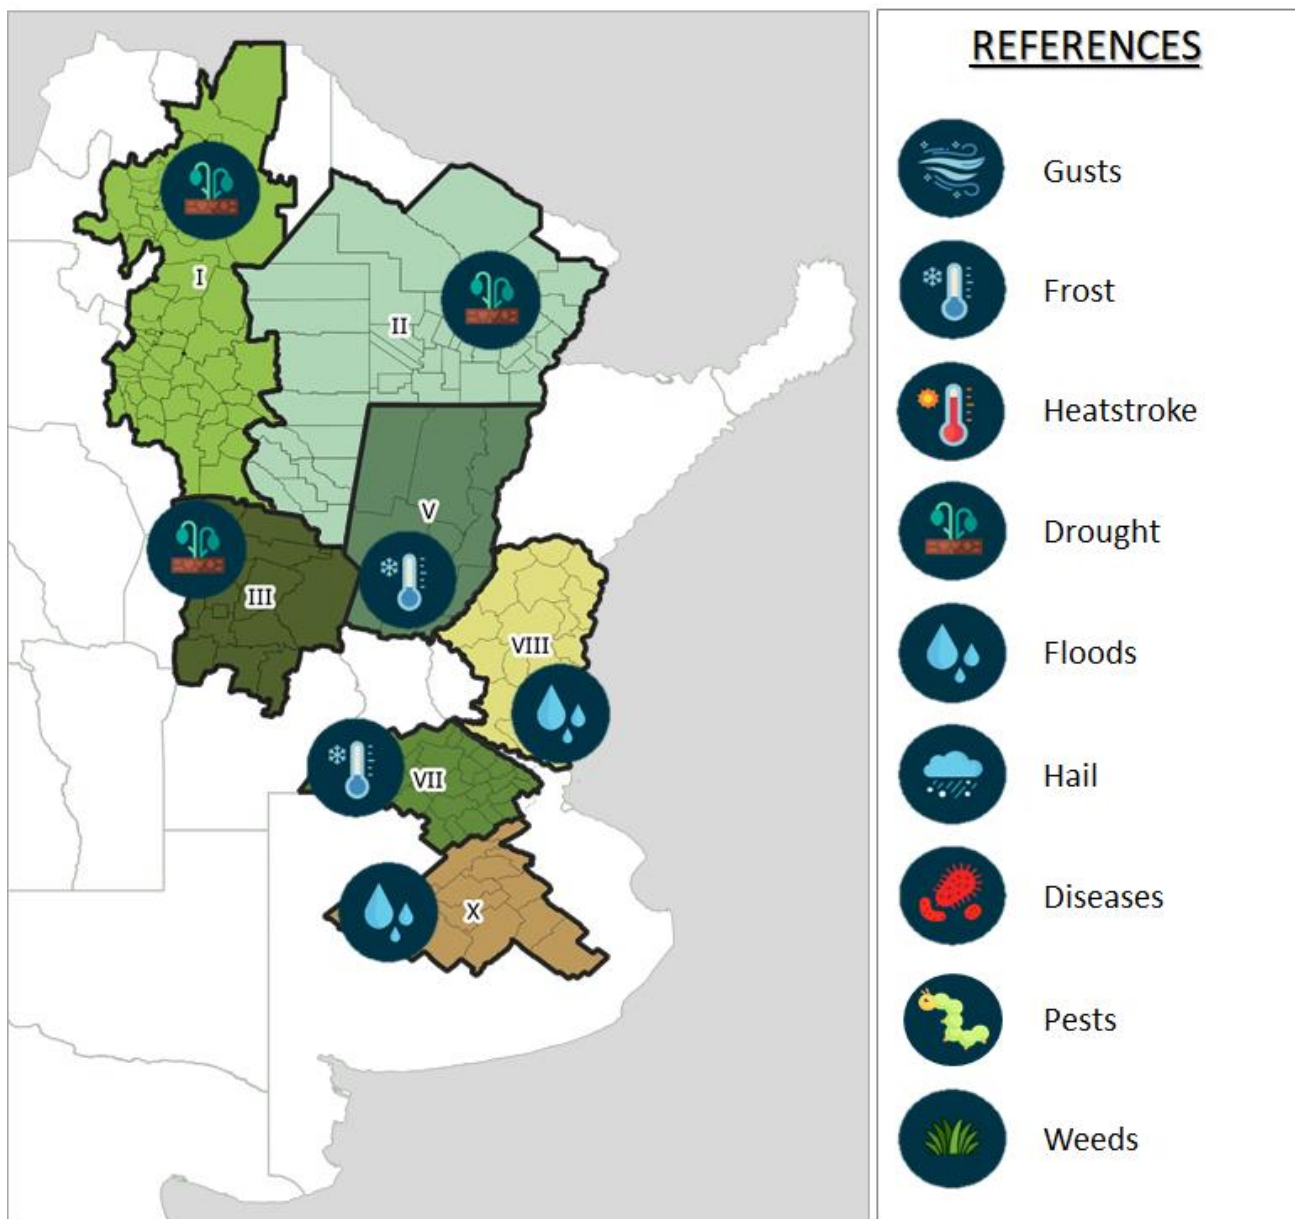 REFERENCES
Gusts
Frost
Heatstroke
Drought
Floods
Hail
Diseases
Pests
Weeds
I
II
V
III
VIII
VII
X